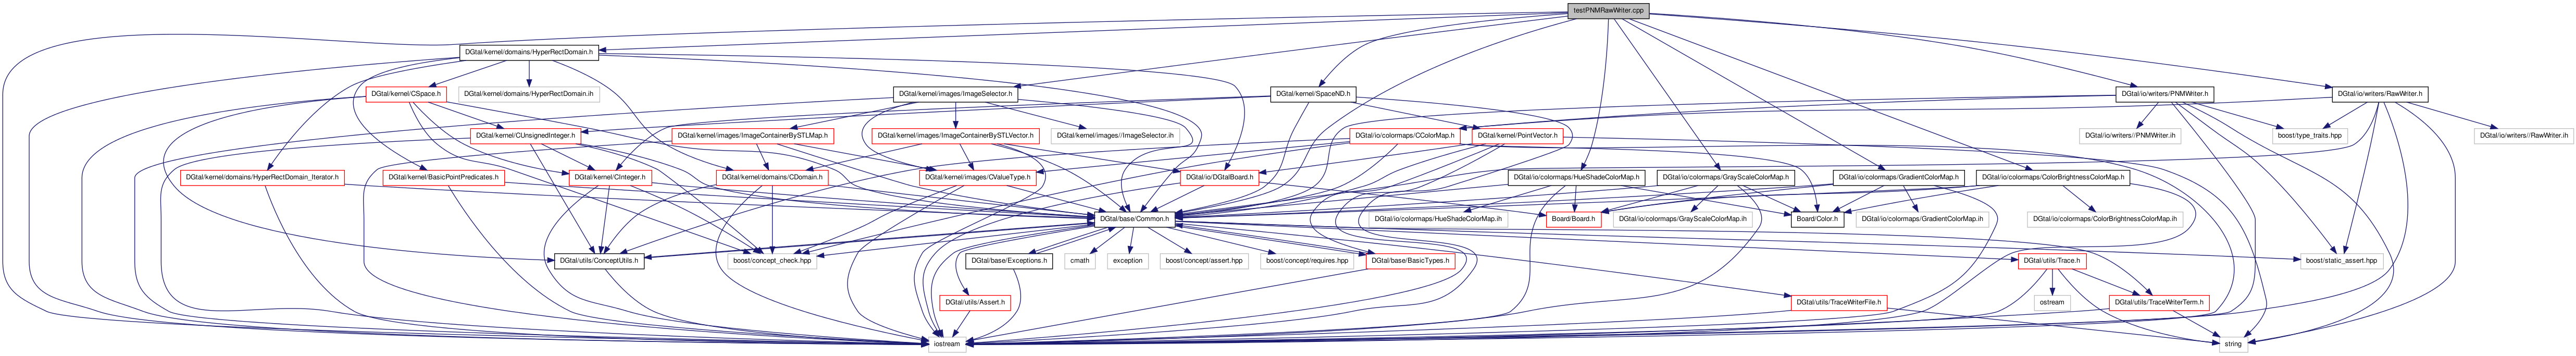 testPNMRawWriter.cpp
DGtal/kernel/domains/HyperRectDomain.h
DGtal/kernel/CSpace.h
DGtal/kernel/domains/HyperRectDomain.ih
DGtal/kernel/images/ImageSelector.h
DGtal/kernel/SpaceND.h
DGtal/io/writers/PNMWriter.h
DGtal/io/writers/RawWriter.h
DGtal/kernel/CUnsignedInteger.h
DGtal/kernel/images/ImageContainerBySTLMap.h
DGtal/kernel/images/ImageContainerBySTLVector.h
DGtal/kernel/images//ImageSelector.ih
DGtal/io/colormaps/CColorMap.h
DGtal/kernel/PointVector.h
DGtal/io/writers//PNMWriter.ih
boost/type_traits.hpp
DGtal/io/writers//RawWriter.ih
DGtal/kernel/domains/HyperRectDomain_Iterator.h
DGtal/kernel/BasicPointPredicates.h
DGtal/kernel/CInteger.h
DGtal/kernel/domains/CDomain.h
DGtal/kernel/images/CValueType.h
DGtal/io/DGtalBoard.h
DGtal/io/colormaps/HueShadeColorMap.h
DGtal/io/colormaps/GrayScaleColorMap.h
DGtal/io/colormaps/GradientColorMap.h
DGtal/io/colormaps/ColorBrightnessColorMap.h
DGtal/base/Common.h
DGtal/io/colormaps/HueShadeColorMap.ih
Board/Board.h
DGtal/io/colormaps/GrayScaleColorMap.ih
Board/Color.h
DGtal/io/colormaps/GradientColorMap.ih
DGtal/io/colormaps/ColorBrightnessColorMap.ih
DGtal/utils/ConceptUtils.h
boost/concept_check.hpp
DGtal/base/Exceptions.h
cmath
exception
boost/concept/assert.hpp
boost/concept/requires.hpp
DGtal/base/BasicTypes.h
DGtal/utils/Trace.h
boost/static_assert.hpp
DGtal/utils/Assert.h
DGtal/utils/TraceWriterFile.h
ostream
DGtal/utils/TraceWriterTerm.h
iostream
string